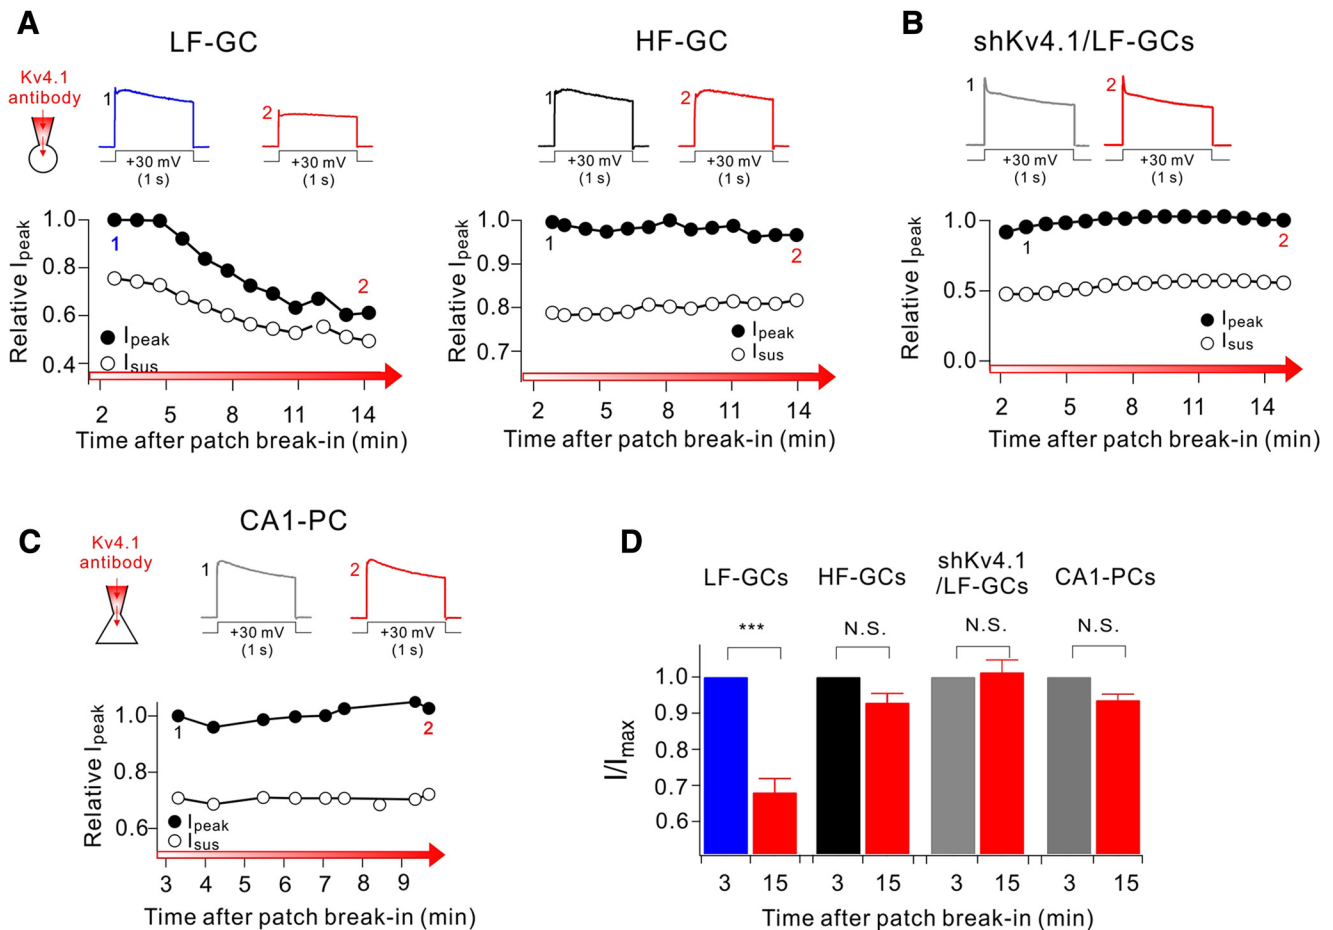 A
LF-GC
HF-GC
B
shKv4.1/LF-GCs
Kv4.1
antibody
1
2
1
2
1
2
+30 mV
(1 s)
+30 mV
(1 s)
+30 mV
(1 s)
+30 mV
(1 s)
+30 mV
(1 s)
+30 mV
(1 s)
Relative Ipeak
1.0
0.8
0.6
0.4
1
2
Ipeak
Isus
2 5 8 11 14
Time after patch break-in (min)
Relative Ipeak
1.0
0.9
0.8
0.7
1
2
Ipeak
Isus
2 5 8 11 14
Time after patch break-in (min)
Relative Ipeak
1.0
0.5
0.0
1
2
Ipeak
Isus
2 5 8 11 14
Time after patch break-in (min)
C
CA1-PC
Kv4.1
antibody
1
2
+30 mV
(1 s)
+30 mV
(1 s)
Relative Ipeak
1.0
0.8
0.6
1
2
Ipeak
Isus
3 4 5 6 7 8 9
Time after patch break-in (min)
D
LF-GCs
HF-GCs
shKv4.1
/LF-GCs
CA1-PCs
***
N.S.
N.S.
N.S.
I/Imax
1.0
0.9
0.8
0.7
0.6
3 15 3 15 3 15 3 15
Time after patch break-in (min)